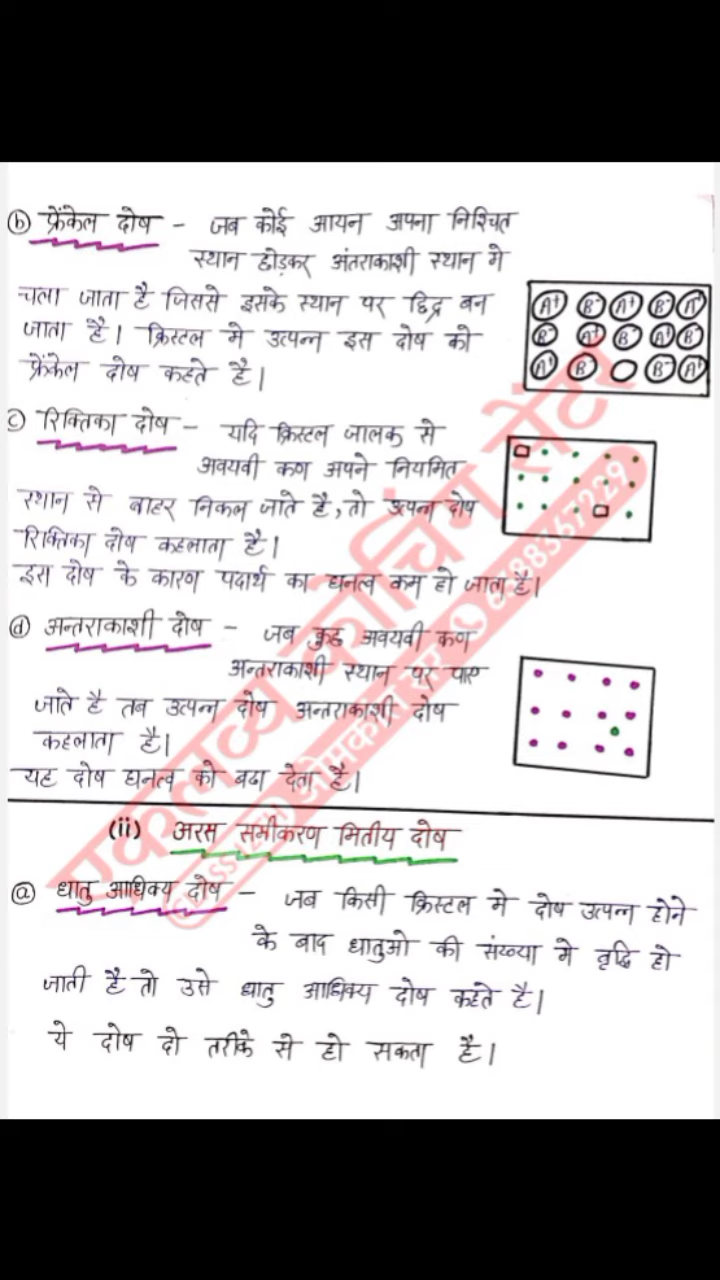 (b) फ्रेंकेल दोष - जब कोई आयन अपना निश्चित
स्थान छोड़कर अंतराकाशी स्थान मे
चला जाता है जिससे इसके स्थान पर छिद्र बन
जाता है। क्रिस्टल मे उत्पन्न इस दोष को
फ्रेंकेल दोष कहते है।
A+ B- A+ B- A+
B- A+ B- A+ B-
A+ B- B- A+
(c) रिक्तिका दोष - यदि क्रिस्टल जालक से
अवयवी कण अपने नियमित
स्थान से बाहर निकल जाते है, तो उत्पन्न दोष
रिक्तिका दोष कहलाता है।
इस दोष के कारण पदार्थ का घनत्व कम हो जाता है।
(d) अन्तराकाशी दोष - जब कुछ अवयवी कण
अन्तराकाशी स्थान पर पाए
जाते है तब उत्पन्न दोष अन्तराकाशी दोष
कहलाता है।
यह दोष घनत्व को बढा देता है।
(ii) अरस समीकरण मितीय दोष
(a) धातु आधिक्य दोष - जब किसी क्रिस्टल मे दोष उत्पन्न होने
के बाद धातुओ की संख्या मे वृद्धि हो
जाती है तो उसे धातु आधिक्य दोष कहते है।
ये दोष दो तरीके से हो सकता है।
एकलव्य कोचिंग सेंटर